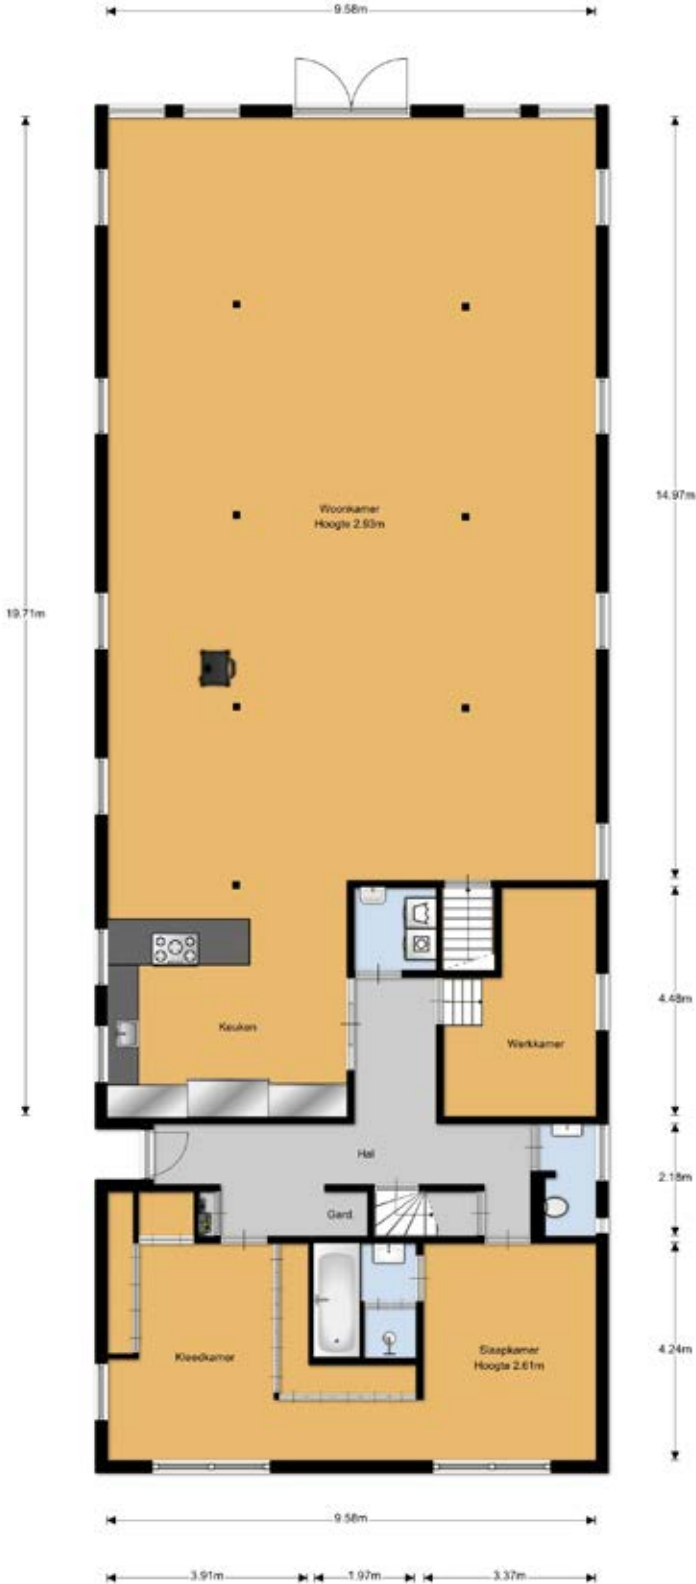 9.58m
Woonkamer
Hoogte 2.93m
14.97m
19.71m
Keuken
4.48m
Werkkamer
Hal
2.18m
Gard.
Kleedkamer
Slaapkamer
Hoogte 2.61m
4.24m
9.58m
3.91m
1.97m
3.37m